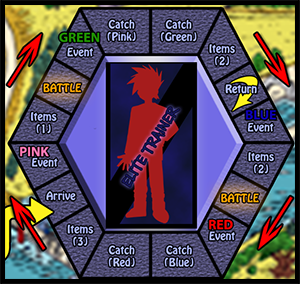 Catch
(Pink)
Catch
(Green)
Items
(2)
Return
BLUE
Event
Items
(2)
BATTLE
RED
Event
Catch
(Blue)
Catch
(Red)
Items
(3)
Arrive
PINK
Event
Items
(1)
BATTLE
GREEN
Event
ELITE TRAINER